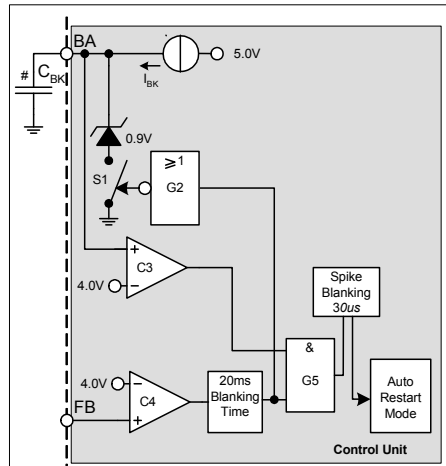 BA
# C_BK
I_BK
5.0V
0.9V
S1
≥1
G2
+
C3
4.0V
−
Spike
Blanking
30us
&
G5
4.0V
−
C4
+
FB
20ms
Blanking
Time
Auto
Restart
Mode
Control Unit